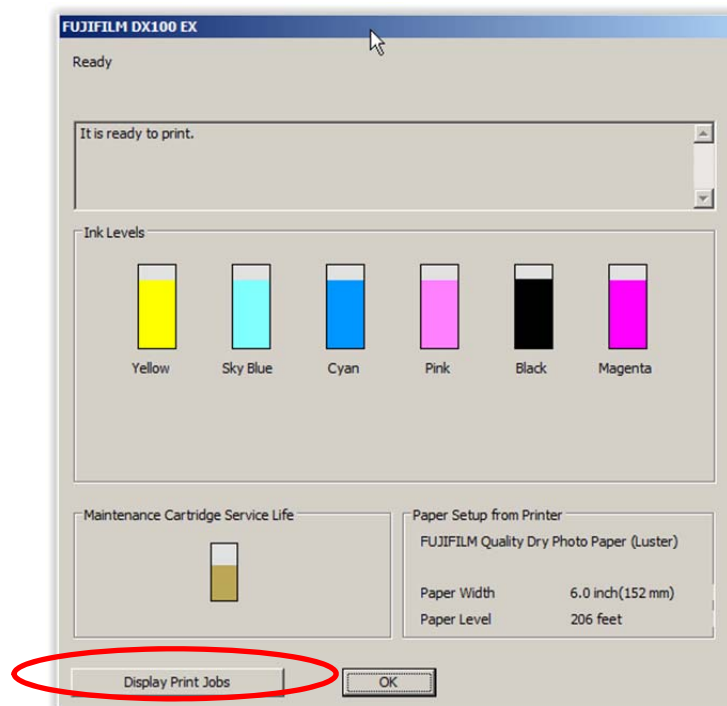 FUJIFILM DX100 EX
Ready
It is ready to print.
Ink Levels
Yellow Sky Blue Cyan Pink Black Magenta
Maintenance Cartridge Service Life
Paper Setup from Printer
FUJIFILM Quality Dry Photo Paper (Luster)
Paper Width 6.0 inch(152 mm)
Paper Level 206 feet
Display Print Jobs OK